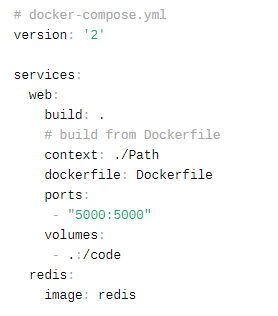 # docker-compose.yml
version: '2'

services:
  web:
    build: .
    # build from Dockerfile
    context: ./Path
    dockerfile: Dockerfile
    ports:
     - "5000:5000"
    volumes:
     - .:/code
  redis:
    image: redis